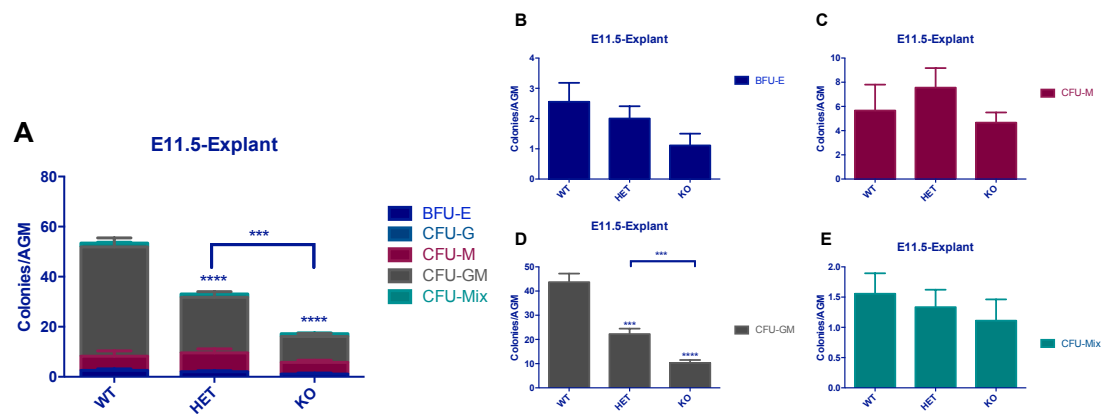 A
E11.5-Explant
Colonies/AGM
80
60
40
20
0
***
****
****
WT
HET
KO
BFU-E
CFU-G
CFU-M
CFU-GM
CFU-Mix
B
E11.5-Explant
Colonies/AGM
4
3
2
1
0
WT
HET
KO
BFU-E
C
E11.5-Explant
Colonies/AGM
10
8
6
4
2
0
WT
HET
KO
CFU-M
D
E11.5-Explant
Colonies/AGM
50
40
30
20
10
0
***
***
****
WT
HET
KO
CFU-GM
E
E11.5-Explant
Colonies/AGM
2.0
1.5
1.0
0.5
0.0
WT
HET
KO
CFU-Mix